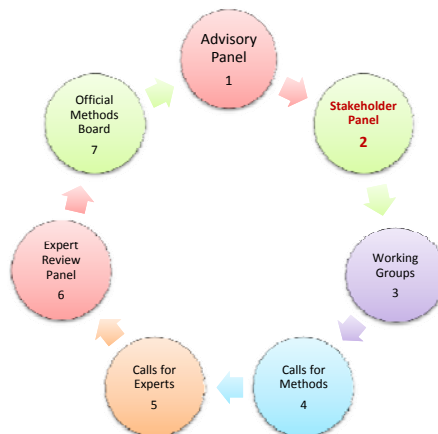 Advisory
Panel
1
Stakeholder
Panel
2
Working
Groups
3
Calls for
Methods
4
Calls for
Experts
5
Expert
Review
Panel
6
Official
Methods
Board
7